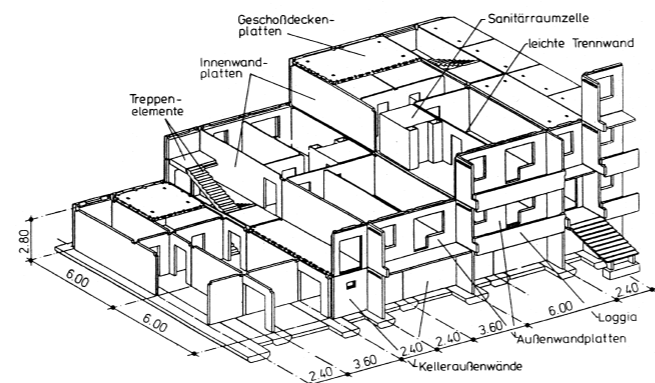 Geschoßdecken-
platten
Sanitärraumzelle
leichte Trennwand
Innenwand-
platten
Treppen-
elemente
2.80
6.00
6.00
2.40
3.60
2.40
2.40
3.60
6.00
2.40
Loggia
Außenwandplatten
Kelleraußenwände